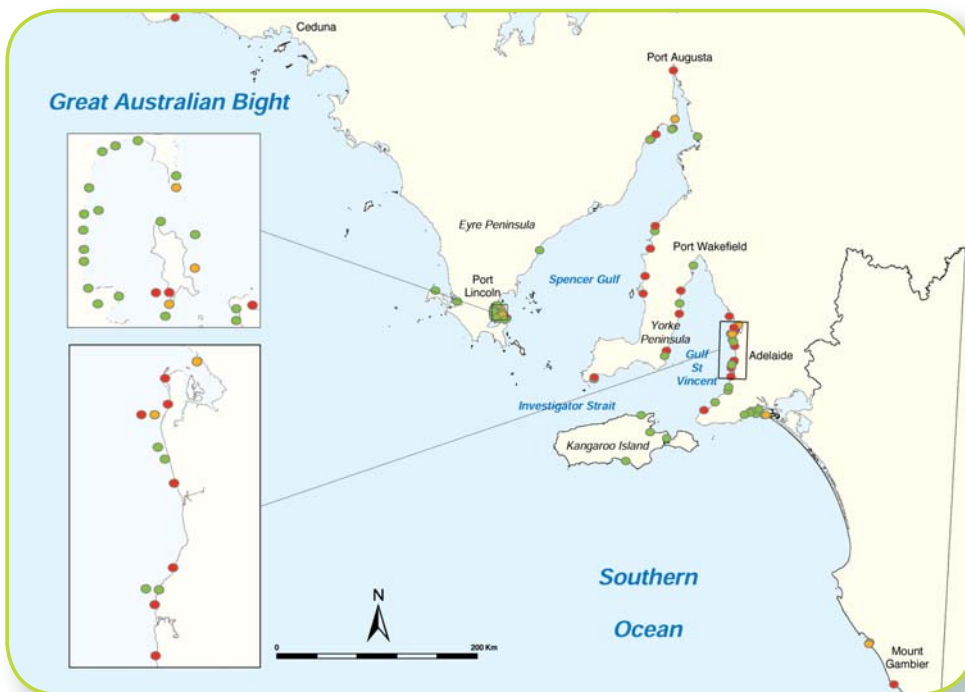 Ceduna
Port Augusta
Great Australian Bight
Eyre Peninsula
Port Wakefield
Port
Lincoln
Spencer Gulf
Yorke
Peninsula
Gulf
St
Vincent
Adelaide
Investigator Strait
Kangaroo Island
Southern
Ocean
N
0
200 Km
Mount
Gambier